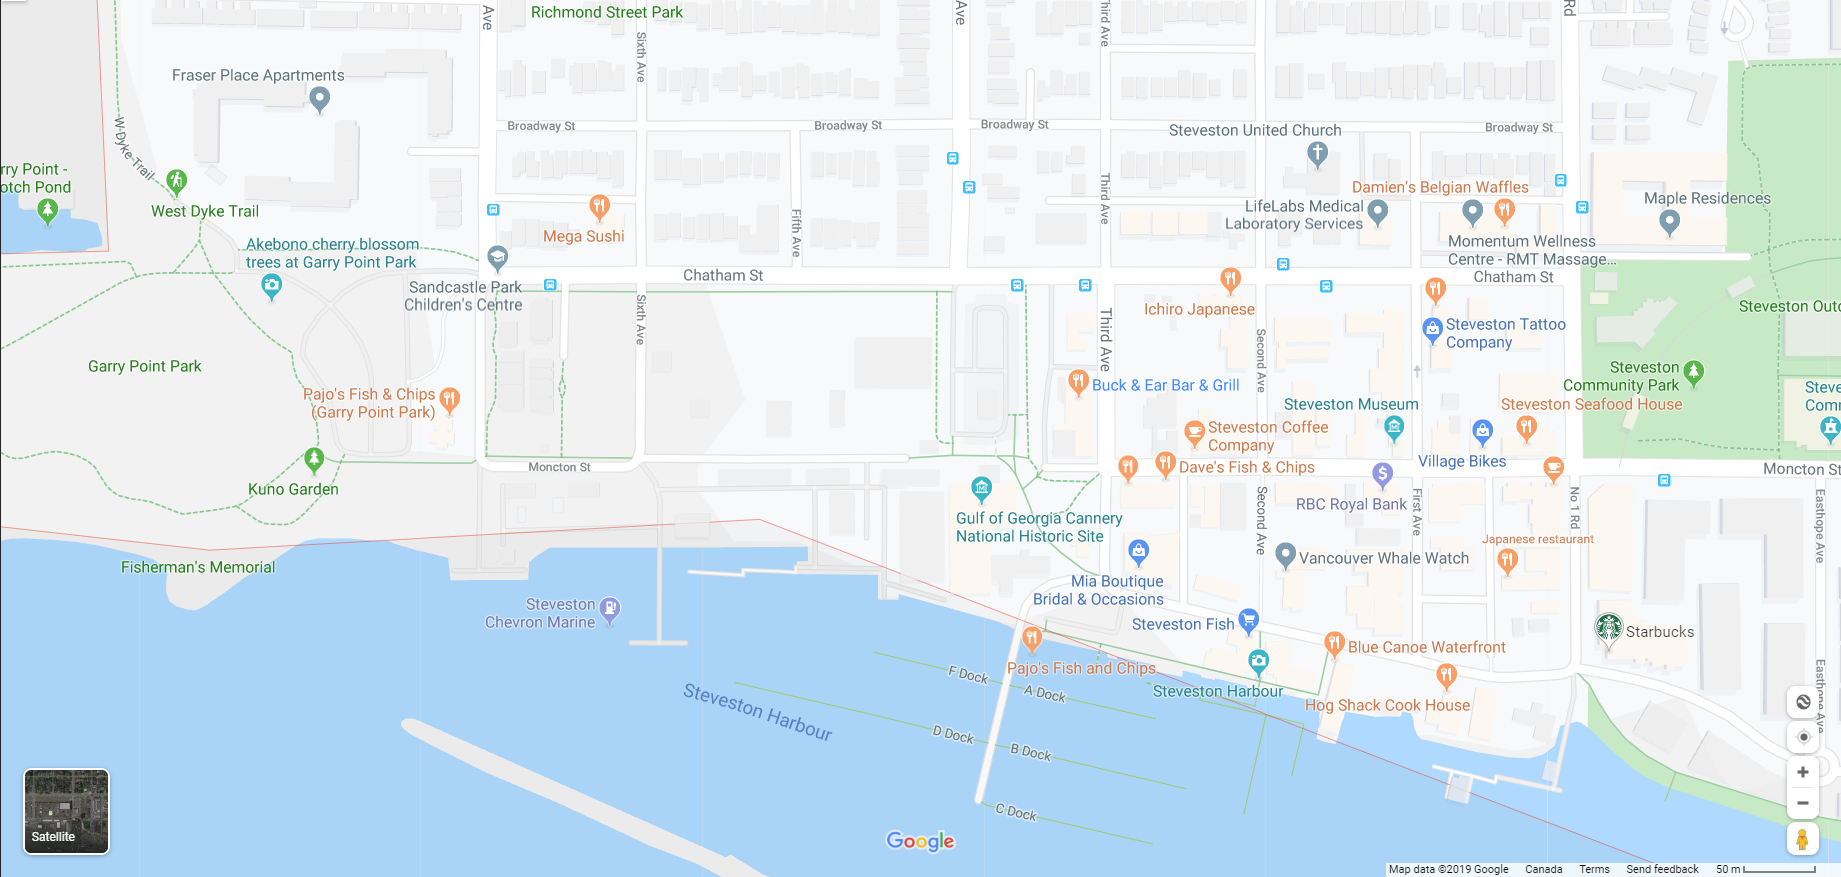 Ave
Richmond Street Park
Ave
Third Ave
Rd
Sixth Ave
Fraser Place Apartments
W Dyke Trail
Broadway St
Broadway St
Broadway St
Broadway St
Steveston United Church
rry Point -
otch Pond
West Dyke Trail
Damien's Belgian Waffles
LifeLabs Medical
Laboratory Services
Maple Residences
Third Ave
Fifth Ave
Mega Sushi
Akebono cherry blossom
trees at Garry Point Park
Momentum Wellness
Centre - RMT Massage...
Chatham St
Chatham St
Sandcastle Park
Children's Centre
Sixth Ave
Ichiro Japanese
Third Ave
Second Ave
Steveston Tattoo
Company
Steveston Outd
Garry Point Park
Steveston
Community Park
Pajo's Fish & Chips
(Garry Point Park)
Buck & Ear Bar & Grill
Steveston Museum
Steveston Seafood House
Steve
Comm
Steveston Coffee
Company
Village Bikes
Dave's Fish & Chips
Moncton St
Moncton St
Kuno Garden
RBC Royal Bank
Gulf of Georgia Cannery
National Historic Site
Second Ave
First Ave
No 1 Rd
Easthope Ave
Japanese restaurant
Vancouver Whale Watch
Fisherman's Memorial
Mia Boutique
Bridal & Occasions
Steveston
Chevron Marine
Steveston Fish
Starbucks
Blue Canoe Waterfront
Pajo's Fish and Chips
Steveston Harbour
Hog Shack Cook House
Easthope Ave
F Dock
A Dock
Steveston Harbour
D Dock
B Dock
C Dock
Satellite
Google
Map data ©2019 Google
Canada
Terms
Send feedback
50 m